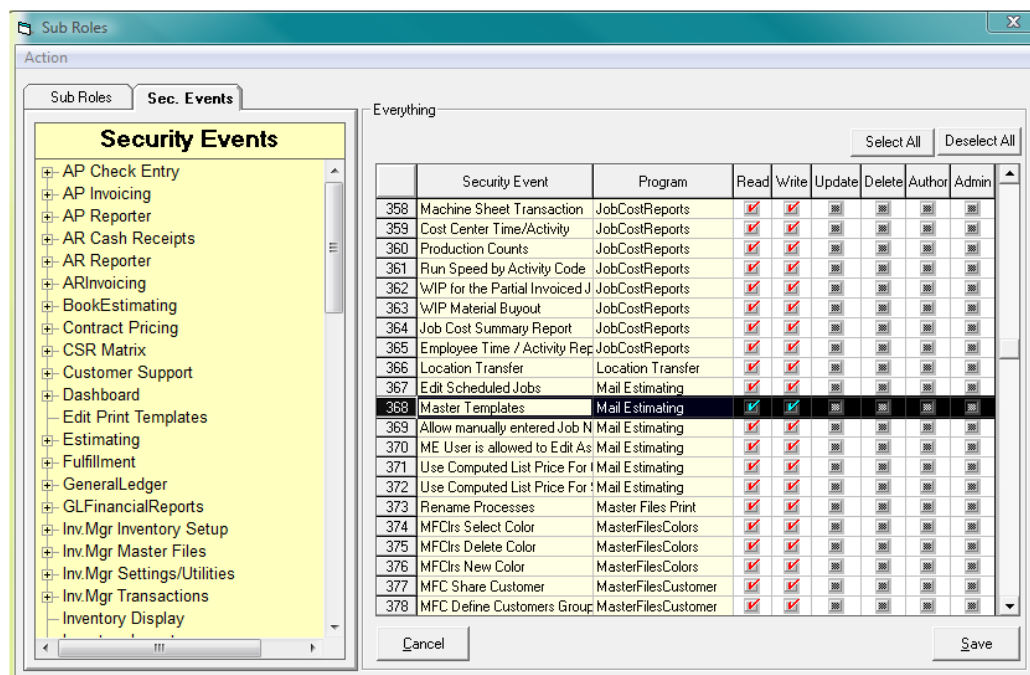 Sub Roles
X
Action
Sub Roles
Sec. Events
Security Events
AP Check Entry
AP Invoicing
AP Reporter
AR Cash Receipts
AR Reporter
ARInvoicing
BookEstimating
Contract Pricing
CSR Matrix
Customer Support
Dashboard
Edit Print Templates
Estimating
Fulfillment
GeneralLedger
GLFinancialReports
Inv.Mgr Inventory Setup
Inv.Mgr Master Files
Inv.Mgr Settings/Utilities
Inv.Mgr Transactions
Inventory Display
Everything
Select All Deselect All
Security Event Program Read Write Update Delete Author Admin
358 Machine Sheet Transaction JobCostReports
359 Cost Center Time/Activity JobCostReports
360 Production Counts JobCostReports
361 Run Speed by Activity Code JobCostReports
362 WIP for the Partial Invoiced J JobCostReports
363 WIP Material Buyout JobCostReports
364 Job Cost Summary Report JobCostReports
365 Employee Time / Activity Rep JobCostReports
366 Location Transfer Location Transfer
367 Edit Scheduled Jobs Mail Estimating
368 Master Templates Mail Estimating
369 Allow manually entered Job N Mail Estimating
370 ME User is allowed to Edit As Mail Estimating
371 Use Computed List Price For Mail Estimating
372 Use Computed List Price For Mail Estimating
373 Rename Processes Master Files Print
374 MFClrs Select Color MasterFilesColors
375 MFClrs Delete Color MasterFilesColors
376 MFClrs New Color MasterFilesColors
377 MFC Share Customer MasterFilesCustomer
378 MFC Define Customers Group MasterFilesCustomer
Cancel Save